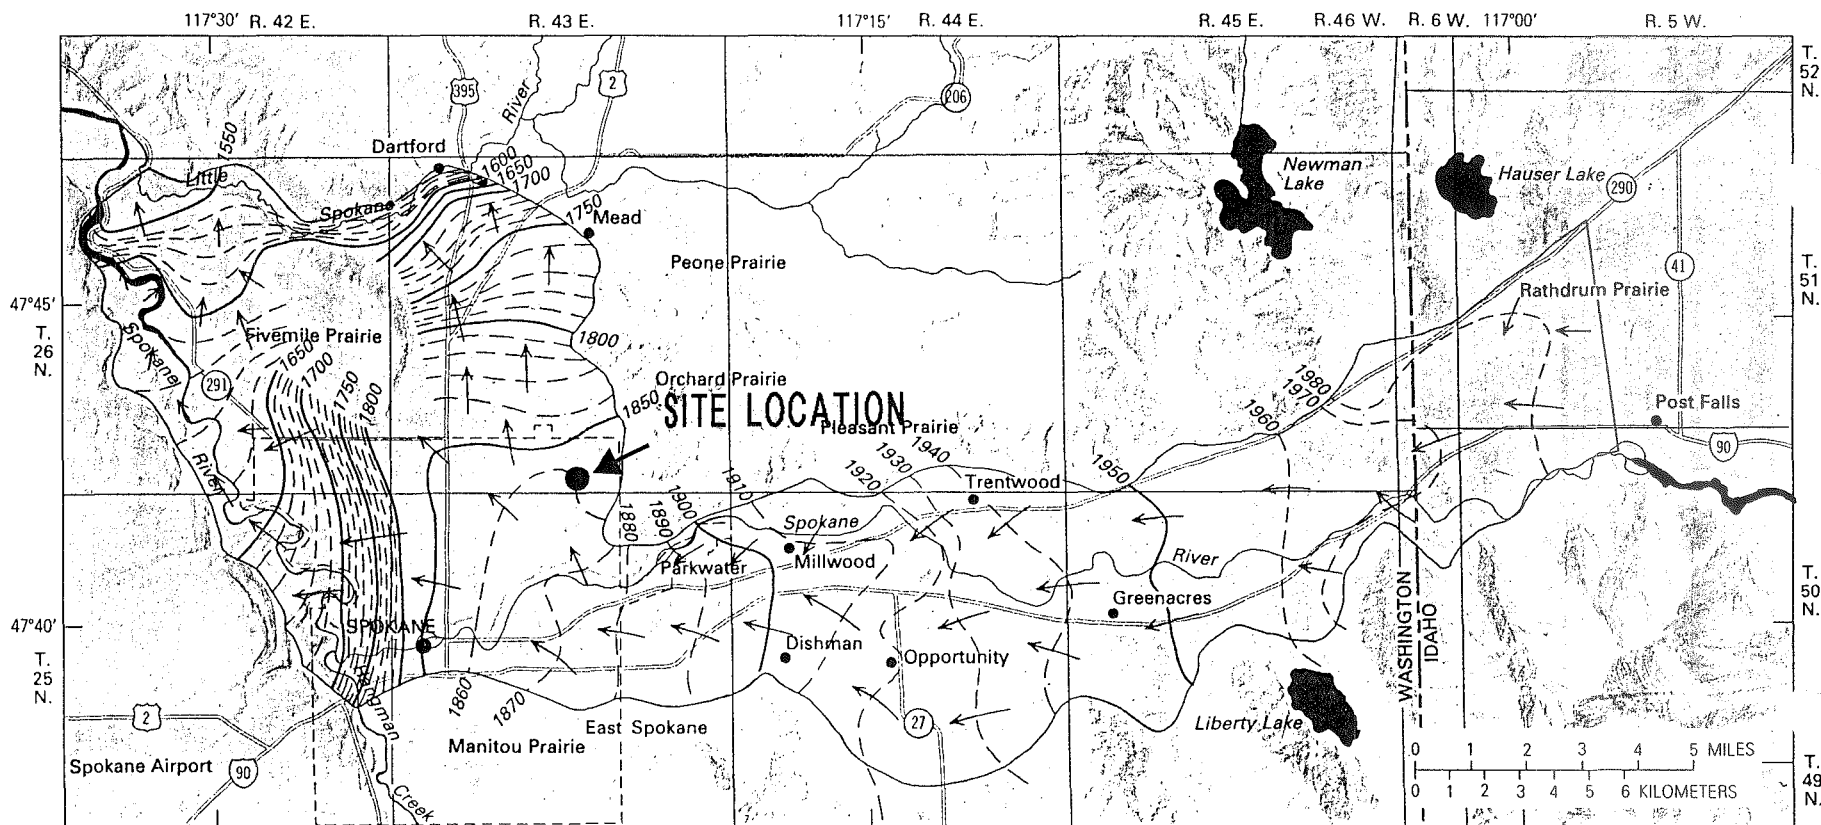 117°30' R. 42 E. R. 43 E. 117°15' R. 44 E. R. 45 E. R.46 W. R. 6 W. 117°00' R. 5 W.
T.
52
N.
395
2
206
River
Dartford
1550
Little
1600
1650
1700
Spokane
1750
Mead
Newman
Lake
Hauser Lake
290
Peone Prairie
41
T.
51
N.
Rathdrum Prairie
47°45'
T.
26
N.
Fivemile Prairie
Spokane
1800
1650
1700
1750
1800
291
Orchard Prairie
1850
SITE LOCATION
Pleasant Prairie
1980
1970
1960
Post Falls
90
River
1910
1920
1930
1940
1950
Trentwood
1880
1890
1900
Spokane
Millwood
Parkwater
River
Greenacres
WASHINGTON
IDAHO
T.
50
N.
47°40'
T.
25
N.
SPOKANE
Dishman
Opportunity
Hangman
1860
1870
East Spokane
27
Liberty Lake
2
Manitou Prairie
Spokane Airport
90
Creek
0 1 2 3 4 5 MILES
0 1 2 3 4 5 6 KILOMETERS
T.
49
N.